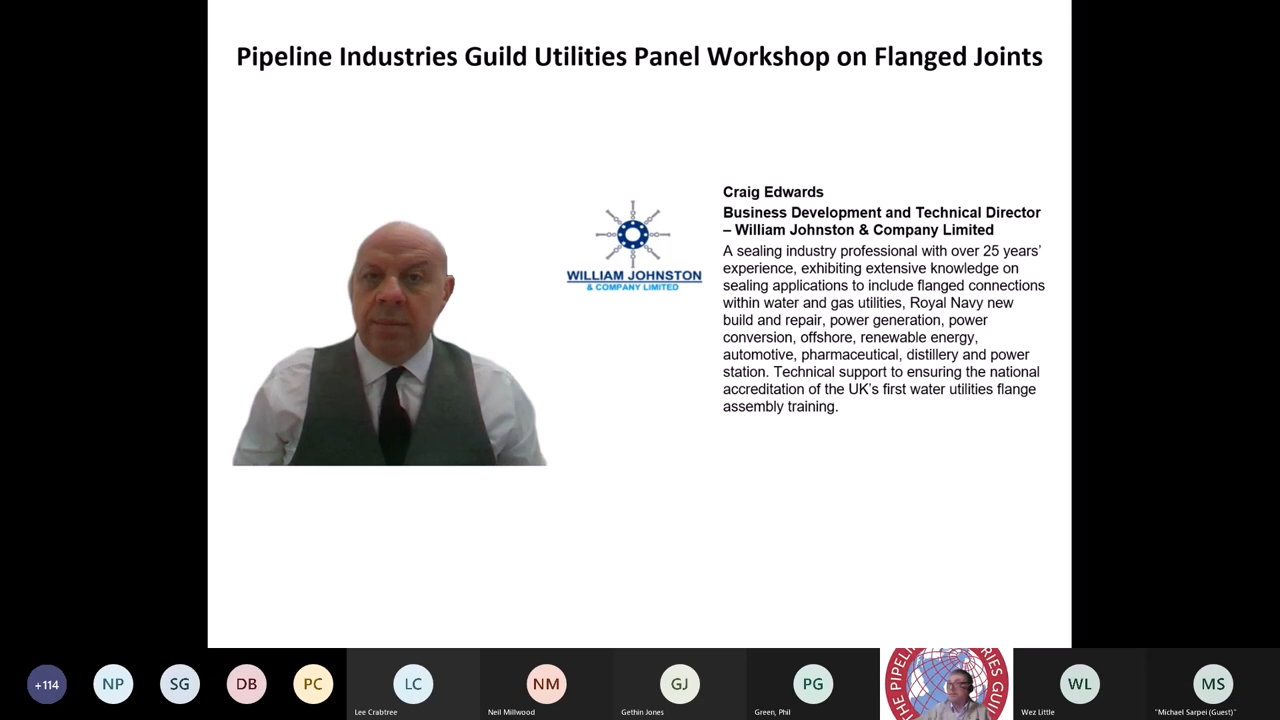 Pipeline Industries Guild Utilities Panel Workshop on Flanged Joints
WILLIAM JOHNSTON
& COMPANY LIMITED
Craig Edwards
Business Development and Technical Director
– William Johnston & Company Limited
A sealing industry professional with over 25 years’
experience, exhibiting extensive knowledge on
sealing applications to include flanged connections
within water and gas utilities, Royal Navy new
build and repair, power generation, power
conversion, offshore, renewable energy,
automotive, pharmaceutical, distillery and power
station. Technical support to ensuring the national
accreditation of the UK’s first water utilities flange
assembly training.
+114
NP
SG
DB
PC
LC
NM
GJ
PG
THE PIPELI
RIES GUI
WL
MS
Lee Crabtree
Neil Millwood
Gethin Jones
Green, Phil
Wez Little
"Michael Sarpei (Guest)"